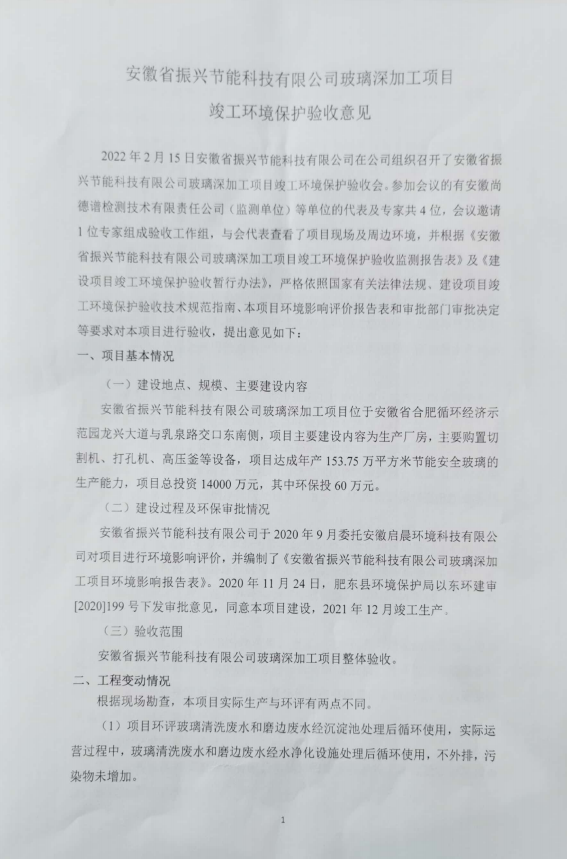 安徽省振兴节能科技有限公司玻璃深加工项目
竣工环境保护验收意见
2022 年 2 月 15 日安徽省振兴节能科技有限公司在公司组织召开了安徽省振
兴节能科技有限公司玻璃深加工项目竣工环境保护验收会。参加会议的有安徽尚
德谱检测技术有限责任公司（监测单位）等单位的代表及专家共 4 位，会议邀请
1 位专家组成验收工作组，与会代表查看了项目现场及周边环境，并根据《安徽
省振兴节能科技有限公司玻璃深加工项目竣工环境保护验收监测报告表》及《建
设项目竣工环境保护验收暂行办法》，严格依照国家有关法律法规、建设项目竣
工环境保护验收技术规范指南、本项目环境影响评价报告表和审批部门审批决定
等要求对本项目进行验收，提出意见如下：
一、项目基本情况
（一）建设地点、规模、主要建设内容
安徽省振兴节能科技有限公司玻璃深加工项目位于安徽省合肥循环经济示
范园龙兴大道与乳泉路交口东南侧，项目主要建设内容为生产厂房，主要购置切
割机、打孔机、高压釜等设备，项目达成年产 153.75 万平方米节能安全玻璃的
生产能力，项目总投资 14000 万元，其中环保投 60 万元。
（二）建设过程及环保审批情况
安徽省振兴节能科技有限公司于 2020 年 9 月委托安徽启晨环境科技有限公
司对项目进行环境影响评价，并编制了《安徽省振兴节能科技有限公司玻璃深加
工项目环境影响报告表》。2020 年 11 月 24 日，肥东县环境保护局以东环建审
[2020]199 号下发审批意见，同意本项目建设，2021 年 12 月竣工生产。
（三）验收范围
安徽省振兴节能科技有限公司玻璃深加工项目整体验收。
二、工程变动情况
根据现场勘查，本项目实际生产与环评有两点不同。
（1）项目环评玻璃清洗废水和磨边废水经沉淀池处理后循环使用，实际运
营过程中，玻璃清洗废水和磨边废水经水净化设施处理后循环使用，不外排，污
染物未增加。
1